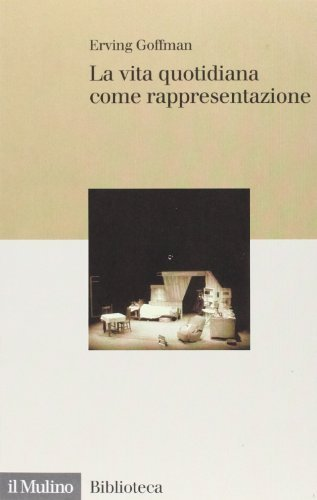 Erving Goffman
La vita quotidiana
come rappresentazione
il Mulino
Biblioteca